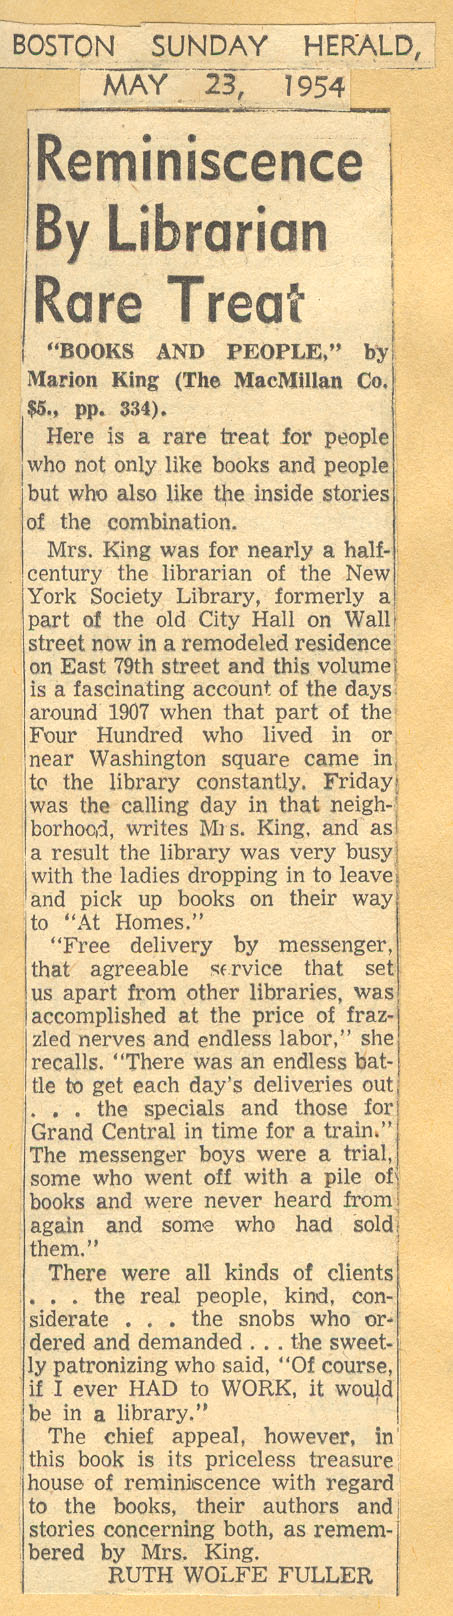 BOSTON SUNDAY HERALD,
MAY 23, 1954
Reminiscence
By Librarian
Rare Treat
"BOOKS AND PEOPLE," by
Marion King (The MacMillan Co.
$5., pp. 334).
Here is a rare treat for people
who not only like books and people
but who also like the inside stories
of the combination.
Mrs. King was for nearly a half-
century the librarian of the New
York Society Library, formerly a
part of the old City Hall on Wall
street now in a remodeled residence
on East 79th street and this volume
is a fascinating account of the days
around 1907 when that part of the
Four Hundred who lived in or
near Washington square came in
to the library constantly. Friday
was the calling day in that neigh-
borhood, writes Mrs. King, and as
a result the library was very busy
with the ladies dropping in to leave
and pick up books on their way
to "At Homes."
"Free delivery by messenger,
that agreeable service that set
us apart from other libraries, was
accomplished at the price of fraz-
zled nerves and endless labor," she
recalls. "There was an endless bat-
tle to get each day's deliveries out
. . . the specials and those for
Grand Central in time for a train."
The messenger boys were a trial,
some who went off with a pile of
books and were never heard from
again and some who had sold
them."
There were all kinds of clients
. . . the real people, kind, con-
siderate . . . the snobs who or-
dered and demanded . . . the sweet-
ly patronizing who said, "Of course,
if I ever HAD to WORK, it would
be in a library."
The chief appeal, however, in
this book is its priceless treasure
house of reminiscence with regard
to the books, their authors and
stories concerning both, as remem-
bered by Mrs. King.
RUTH WOLFE FULLER